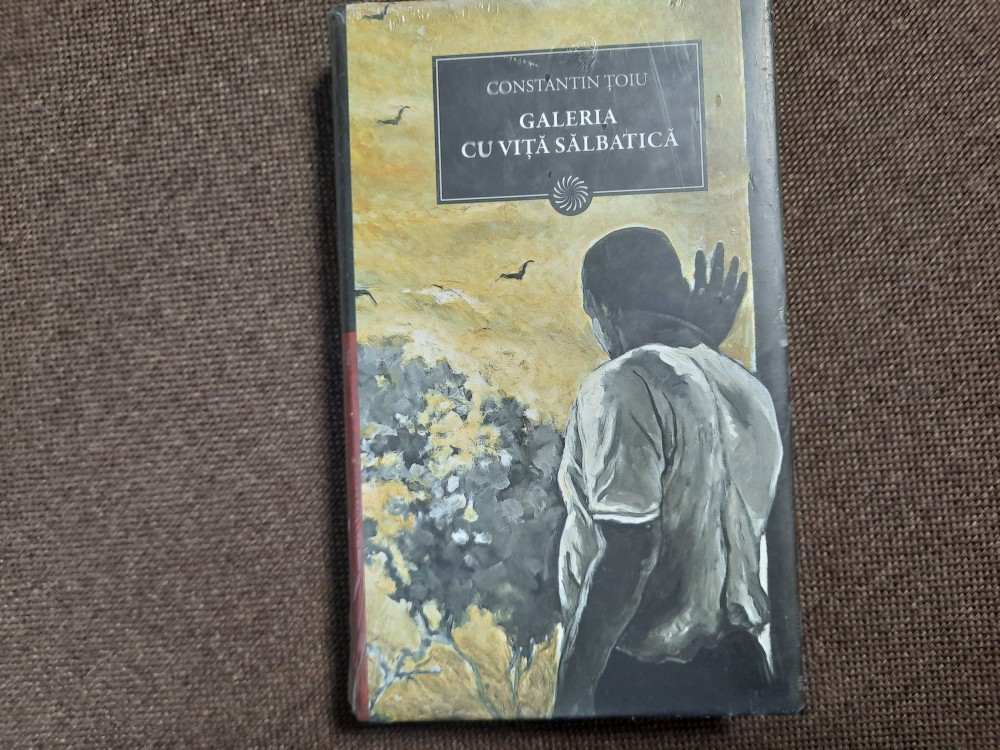 CONSTANTIN ȚOIU
GALERIA
CU VIȚĂ SĂLBATICĂ